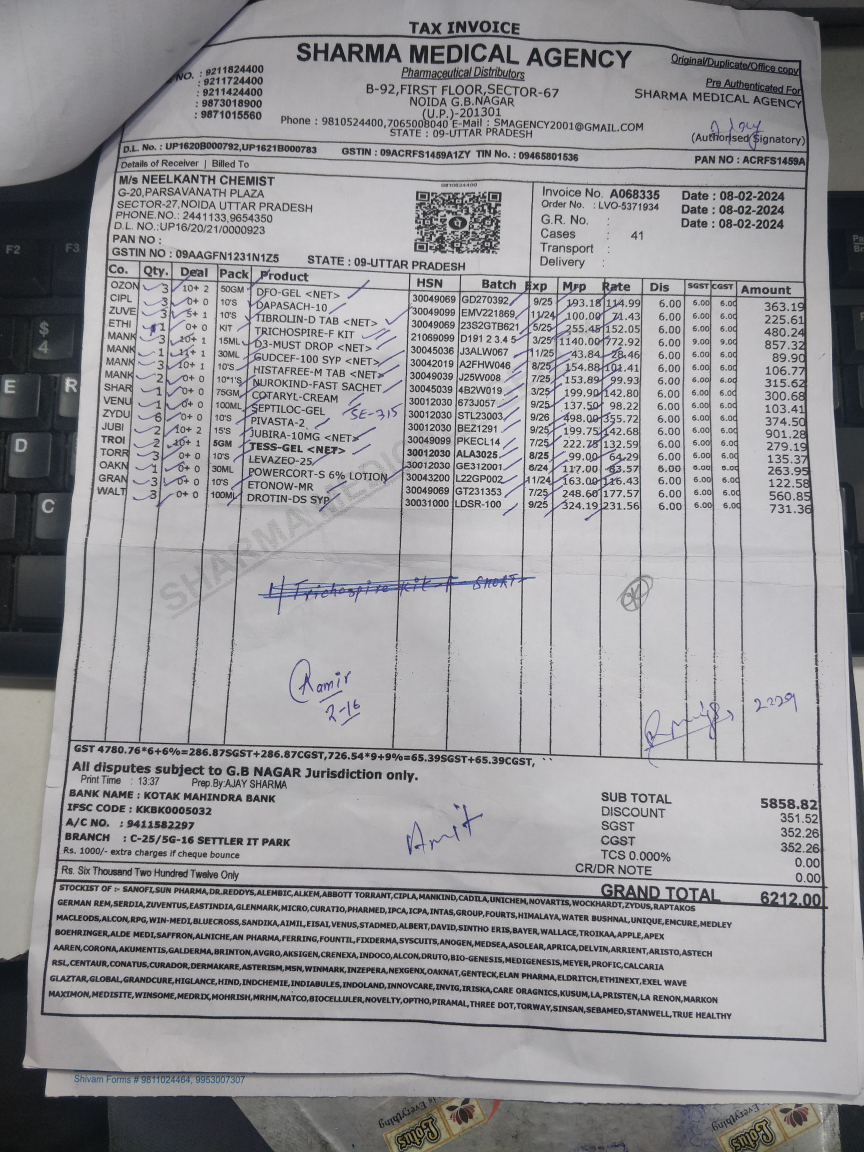 TAX INVOICE
SHARMA MEDICAL AGENCY
Original/Duplicate/Office copy
Pharmaceutical Distributors
Pre Authenticated For
SHARMA MEDICAL AGENCY
NO. : 9211824400
: 9211724400
: 9211424400
: 9873018900
: 9871015560
B-92,FIRST FLOOR,SECTOR-67
NOIDA G.B.NAGAR
(U.P.)-201301
Phone : 9810524400,7065008040 E-Mail : SMAGENCY2001@GMAIL.COM
STATE : 09-UTTAR PRADESH
(Authorised Signatory)
D.L. No. : UP1620B000792,UP1621B000783 GSTIN : 09ACRFS1459A1ZY TIN No. : 09465801536 PAN NO : ACRFS1459A
Details of Receiver | Billed To
M/s NEELKANTH CHEMIST
G-20,PARSAVANATH PLAZA
SECTOR-27,NOIDA UTTAR PRADESH
PHONE.NO.: 2441133,9654350
D.L. NO.:UP16/20/21/0000923
PAN NO :
GSTIN NO : 09AAGFN1231N1Z5 STATE : 09-UTTAR PRADESH
9810524400
Invoice No. A068335 Date : 08-02-2024
Order No. : LVO-5371934 Date : 08-02-2024
G.R. No. : Date : 08-02-2024
Cases : 41
Transport :
Delivery :
Co. Qty. Deal Pack Product HSN Batch Exp Mrp Rate Dis SGST CGST Amount
OZON 3 10+ 2 50GM DFO-GEL <NET> 30049069 GD270392 9/25 193.18 114.99 6.00 6.00 6.00 363.19
CIPL 3 0+ 0 10'S DAPASACH-10 30049099 EMV221869 11/24 100.00 71.43 6.00 6.00 6.00 225.61
ZUVE 3 5+ 1 10'S TIBROLIN-D TAB <NET> 30049069 23S2GTB621 5/25 255.45 152.05 6.00 6.00 6.00 480.24
ETHI 1 0+ 0 KIT TRICHOSPIRE-F KIT 21069099 D191 2 3 4 5 3/25 1140.00 772.92 6.00 9.00 9.00 857.32
MANK 3 10+ 1 15ML D3-MUST DROP <NET> 30045036 J3ALW067 11/25 43.84 28.46 6.00 6.00 6.00 89.90
MANK 1 11+ 1 30ML GUDCEF-100 SYP <NET> 30042019 A2FHW046 8/25 154.88 101.41 6.00 6.00 6.00 106.77
MANK 3 10+ 1 10'S HISTAFREE-M TAB <NET> 30049039 J25W008 7/25 153.89 99.93 6.00 6.00 6.00 315.62
MANK 2 0+ 0 10*1'S NUROKIND-FAST SACHET 30045039 4B2W019 3/25 199.90 142.80 6.00 6.00 6.00 300.68
SHAR 1 0+ 0 75GM COTARYL-CREAM 30012030 673J057 9/25 137.50 98.22 6.00 6.00 6.00 103.41
VENU 1 0+ 0 100ML SEPTILOC-GEL SE-315 30012030 STL23003 9/26 498.00 355.72 6.00 6.00 6.00 374.50
ZYDU 6 0+ 0 10'S PIVASTA-2 30012030 BEZ1291 9/25 199.75 142.68 6.00 6.00 6.00 901.28
JUBI 2 10+ 2 15'S JUBIRA-10MG <NET> 30049099 PKECL14 7/25 222.75 132.59 6.00 6.00 6.00 279.19
TROI 2 10+ 1 5GM TESS-GEL <NET> 30012030 ALA3025 8/25 99.00 64.29 6.00 6.00 6.00 135.37
TORR 3 0+ 0 10'S LEVAZEO-25 30012030 GE312001 6/24 117.00 83.57 6.00 6.00 6.00 263.95
OAKN 1 0+ 0 30ML POWERCORT-S 6% LOTION 30043200 L22GP002 11/24 163.00 116.43 6.00 6.00 6.00 122.58
GRAN 3 0+ 0 10'S ETONOW-MR 30049069 GT231353 7/25 248.60 177.57 6.00 6.00 6.00 560.85
WALT 3 0+ 0 100ML DROTIN-DS SYP 30031000 LDSR-100 9/25 324.19 231.56 6.00 6.00 6.00 731.36
SHARMA MEDIC
1) Trichospire Kit-F SHORT
OK
Ramir
2-16
2229
GST 4780.76*6+6%=286.87SGST+286.87CGST,726.54*9+9%=65.39SGST+65.39CGST, ``
All disputes subject to G.B NAGAR Jurisdiction only.
Print Time : 13:37 Prep.By:AJAY SHARMA
BANK NAME : KOTAK MAHINDRA BANK
IFSC CODE : KKBK0005032
A/C NO. : 9411582297
BRANCH : C-25/5G-16 SETTLER IT PARK
Rs. 1000/- extra charges if cheque bounce
Amit
SUB TOTAL 5858.82
DISCOUNT 351.52
SGST 352.26
CGST 352.26
TCS 0.000% 0.00
CR/DR NOTE 0.00
Rs. Six Thousand Two Hundred Twelve Only
GRAND TOTAL 6212.00
STOCKIST OF :- SANOFI,SUN PHARMA,DR.REDDYS,ALEMBIC,ALKEM,ABBOTT TORRANT,CIPLA,MANKIND,CADILA,UNICHEM,NOVARTIS,WOCKHARDT,ZYDUS,RAPTAKOS
GERMAN REM,SERDIA,ZUVENTUS,EASTINDIA,GLENMARK,MICRO,CURATIO,PHARMED,IPCA,ICPA,INTAS,GROUP,FOURTS,HIMALAYA,WATER BUSHNAL,UNIQUE,EMCURE,MEDLEY
MACLEODS,ALCON,RPG,WIN-MEDI,BLUECROSS,SANDIKA,AIMIL,EISAI,VENUS,STADMED,ALBERT,DAVID,SINTHO ERIS,BAYER,WALLACE,TROIKAA,APPLE,APEX
BOEHRINGER,ALDE MEDI,SAFFRON,ALNICHE,AN PHARMA,FERRING,FOUNTIL,FIXDERMA,SYSCUITS,ANOGEN,MEDSEA,ASOLEAR,APRICA,DELVIN,ARRIENT,ARISTO,ASTECH
AAREN,CORONA,AKUMENTIS,GALDERMA,BRINTON,AVGRO,AKSIGEN,CRENEXA,INDOCO,ALCON,DRUTO,BIO-GENESIS,MEDIGENESIS,MEYER,PROFIC,CALCARIA
RSL,CENTAUR,CONATUS,CURADOR,DERMAKARE,ASTERISM,MSN,WINMARK,INZEPERA,NEXGENX,OAKNAT,GENTECK,ELAN PHARMA,ELDRITCH,ETHINEXT,EXEL WAVE
GLAZTAR,GLOBAL,GRANDCURE,HIGLANCE,HIND,INDCHEMIE,INDIABULES,INDOLAND,INNOVCARE,INVIG,IRISKA,CARE ORAGNICS,KUSUM,LA,PRISTEN,LA RENON,MARKON
MAXIMON,MEDISITE,WINSOME,MEDRIX,MOHRISH,MRHM,NATCO,BIOCELLULER,NOVELTY,OPTHO,PIRAMAL,THREE DOT,TORWAY,SINSAN,SEBAMED,STANWELL,TRUE HEALTHY
Shivam Forms # 9811024464, 9953007307
is Everything
Lotus
is Everything
Lotus
F2
F3
$
4
E
R
D
C